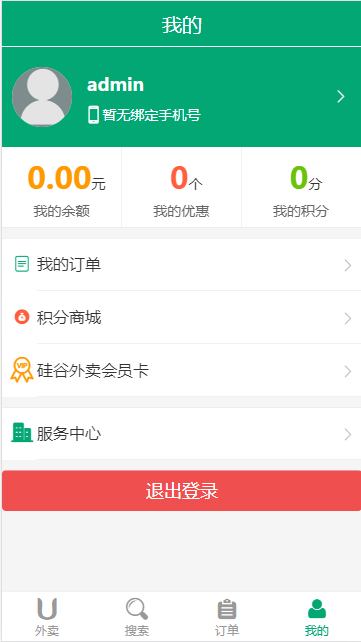 我的
admin
暂无绑定手机号
0.00元 0个 0分
我的余额 我的优惠 我的积分
我的订单
积分商城
VIP 硅谷外卖会员卡
服务中心
退出登录
外卖 搜索 订单 我的